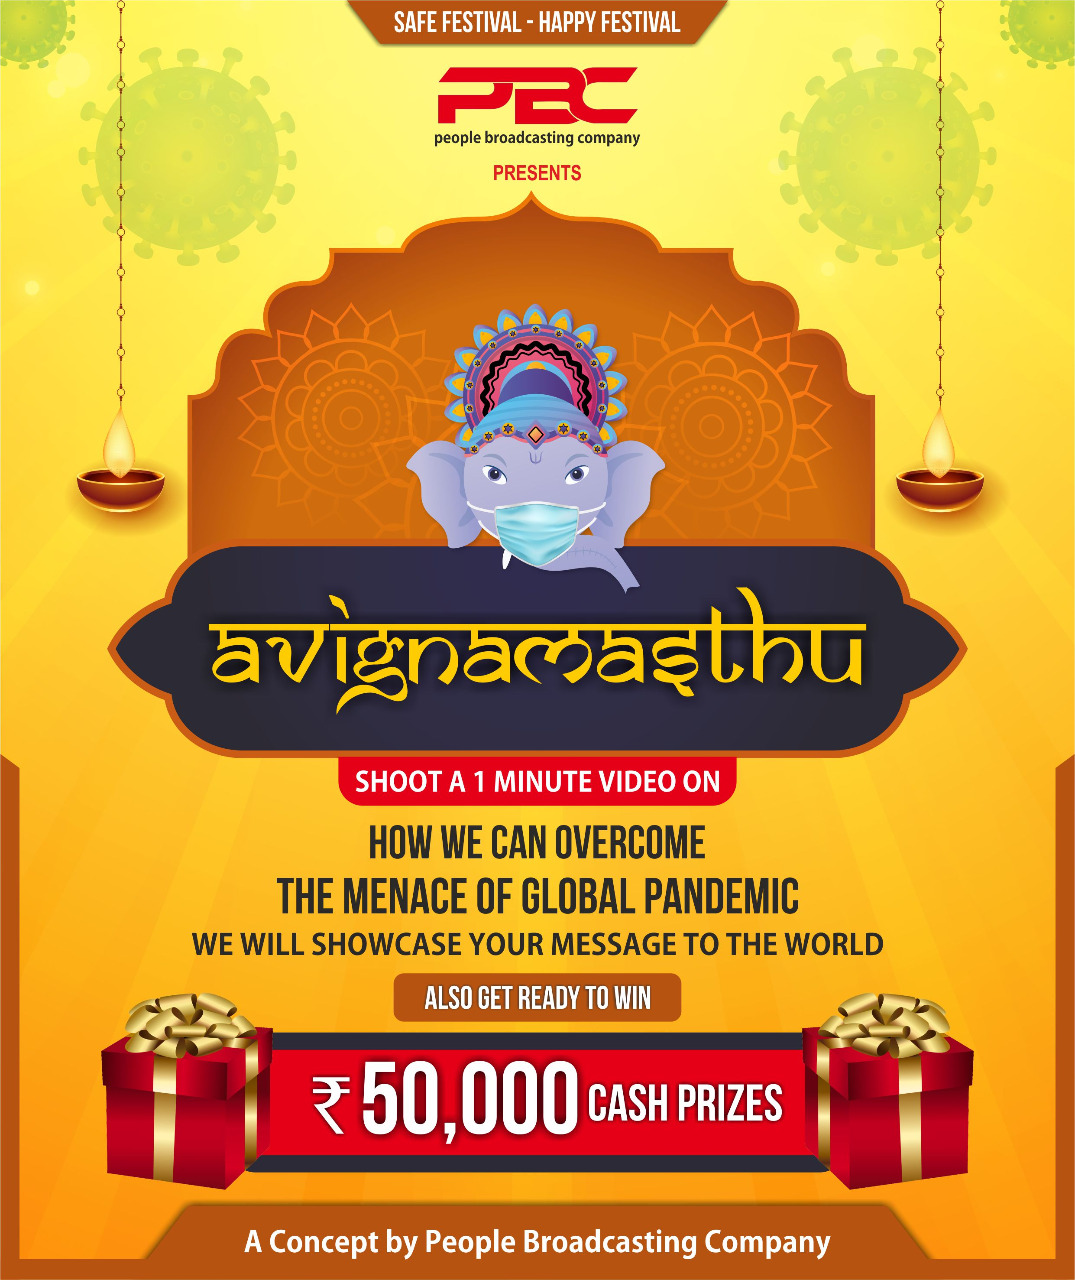 SAFE FESTIVAL - HAPPY FESTIVAL
PBC
people broadcasting company
PRESENTS
avignamasthu
SHOOT A 1 MINUTE VIDEO ON
HOW WE CAN OVERCOME
THE MENACE OF GLOBAL PANDEMIC
WE WILL SHOWCASE YOUR MESSAGE TO THE WORLD
ALSO GET READY TO WIN
₹ 50,000 CASH PRIZES
A Concept by People Broadcasting Company